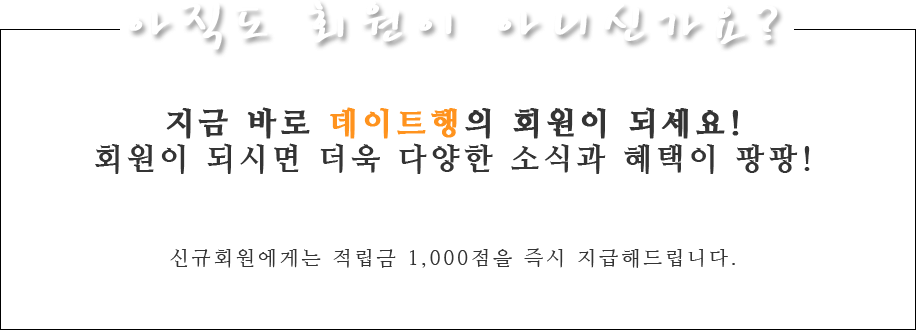 아직도 회원이 아니신가요?
지금 바로 데이트행의 회원이 되세요!
회원이 되시면 더욱 다양한 소식과 혜택이 팡팡!
신규회원에게는 적립금 1,000점을 즉시 지급해드립니다.